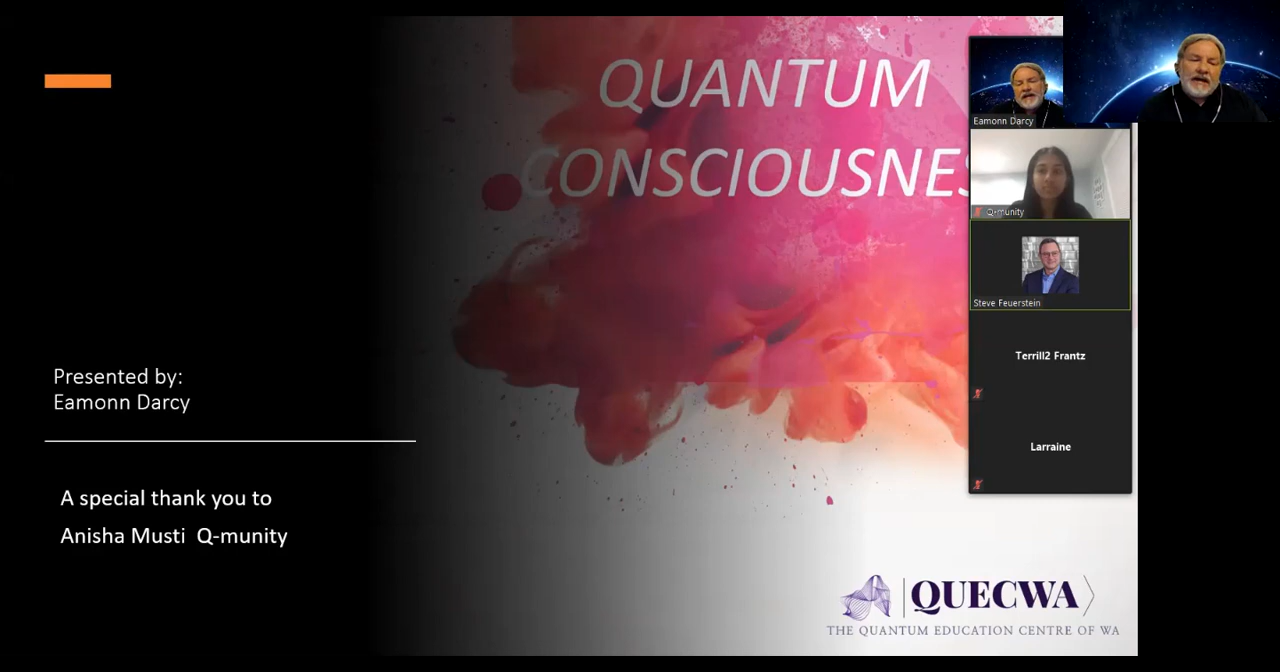 QUANTUM
CONSCIOUSNES
Eamonn Darcy
Q-munity
Steve Feuerstein
Terrill2 Frantz
Larraine
Presented by:
Eamonn Darcy
A special thank you to
Anisha Musti Q-munity
QUECWA
THE QUANTUM EDUCATION CENTRE OF WA